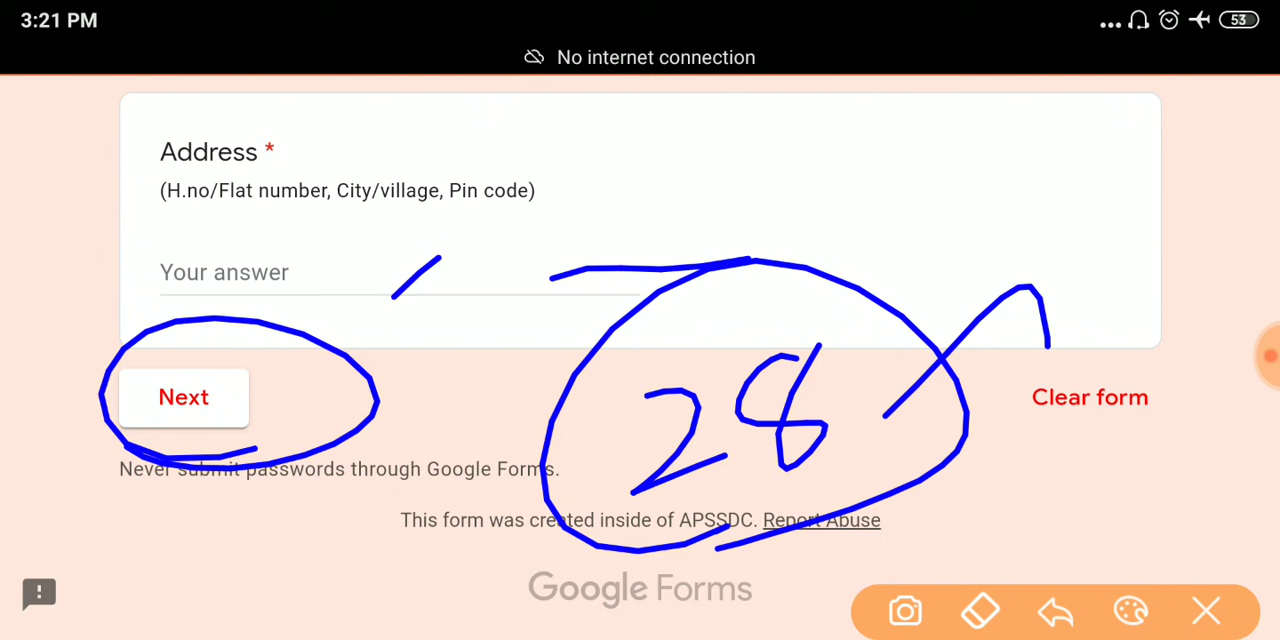 3:21 PM
53
No internet connection
Address *
(H.no/Flat number, City/village, Pin code)
Your answer
28
Next
Clear form
Never submit passwords through Google Forms.
This form was created inside of APSSDC. Report Abuse
Google Forms